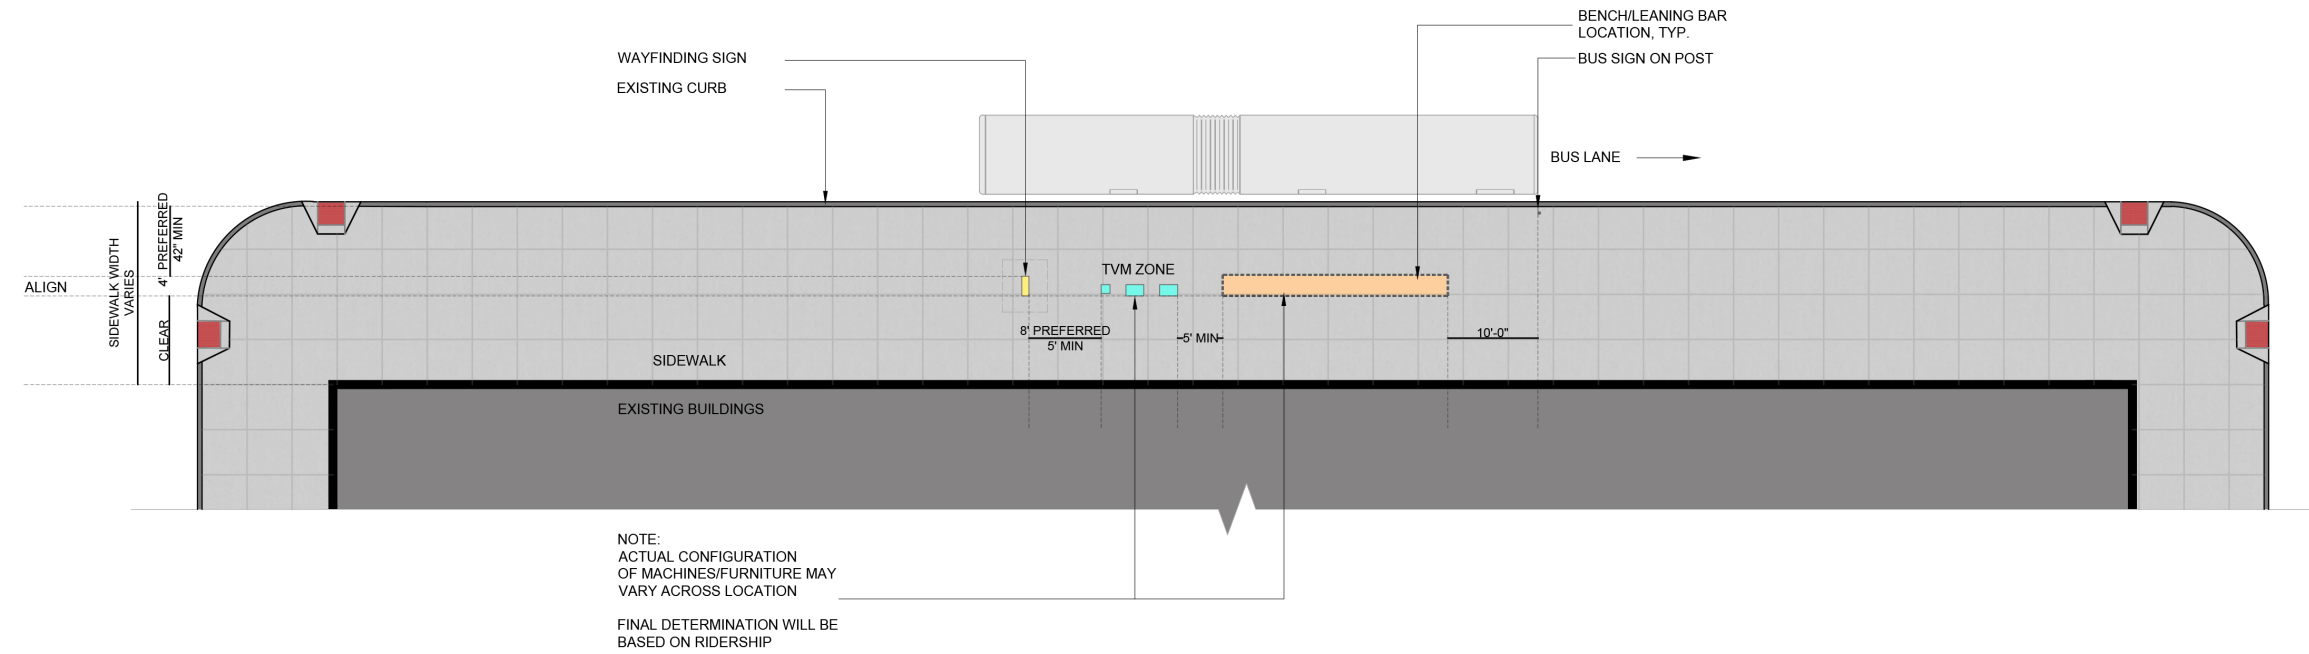 BENCH/LEANING BAR
LOCATION, TYP.
WAYFINDING SIGN
BUS SIGN ON POST
EXISTING CURB
BUS LANE
SIDEWALK WIDTH
VARIES
4' PREFERRED
42" MIN
ALIGN
CLEAR
TVM ZONE
8' PREFERRED
5' MIN
5' MIN
10'-0"
SIDEWALK
EXISTING BUILDINGS
NOTE:
ACTUAL CONFIGURATION
OF MACHINES/FURNITURE MAY
VARY ACROSS LOCATION
FINAL DETERMINATION WILL BE
BASED ON RIDERSHIP